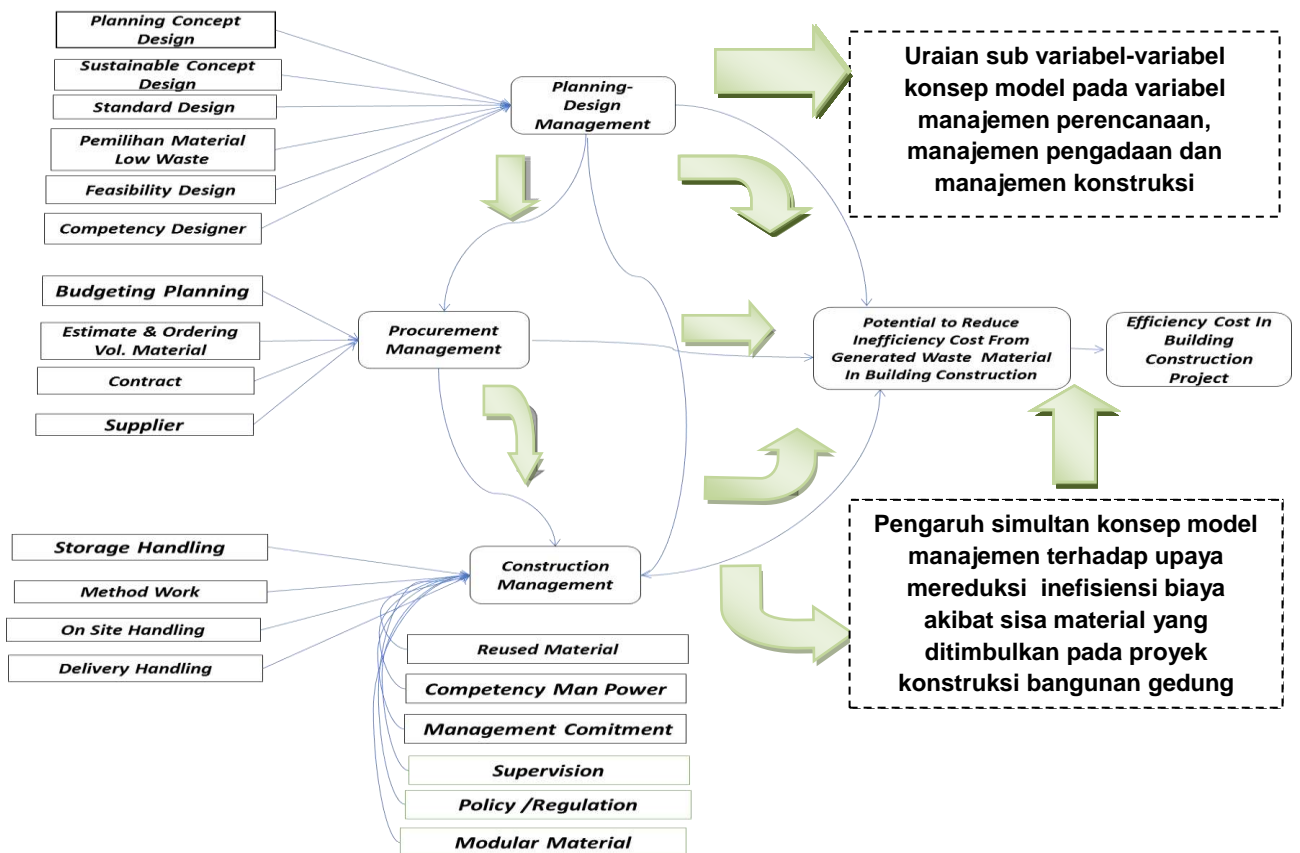 Planning Concept
Design
Sustainable Concept
Design
Standard Design
Pemilihan Material
Low Waste
Feasibility Design
Competency Designer
Planning-
Design
Management
Uraian sub variabel-variabel
konsep model pada variabel
manajemen perencanaan,
manajemen pengadaan dan
manajemen konstruksi
Budgeting Planning
Estimate & Ordering
Vol. Material
Contract
Supplier
Procurement
Management
Potential to Reduce
Inefficiency Cost From
Generated Waste Material
In Building Construction
Efficiency Cost In
Building
Construction
Project
Storage Handling
Method Work
On Site Handling
Delivery Handling
Construction
Management
Reused Material
Competency Man Power
Management Comitment
Supervision
Policy /Regulation
Modular Material
Pengaruh simultan konsep model
manajemen terhadap upaya
mereduksi inefisiensi biaya
akibat sisa material yang
ditimbulkan pada proyek
konstruksi bangunan gedung